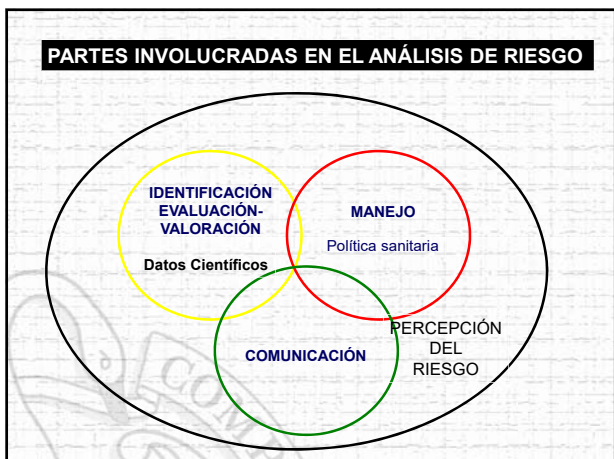 PARTES INVOLUCRADAS EN EL ANÁLISIS DE RIESGO
IDENTIFICACIÓN
EVALUACIÓN-
VALORACIÓN
Datos Científicos
MANEJO
Política sanitaria
COMUNICACIÓN
PERCEPCIÓN
DEL
RIESGO